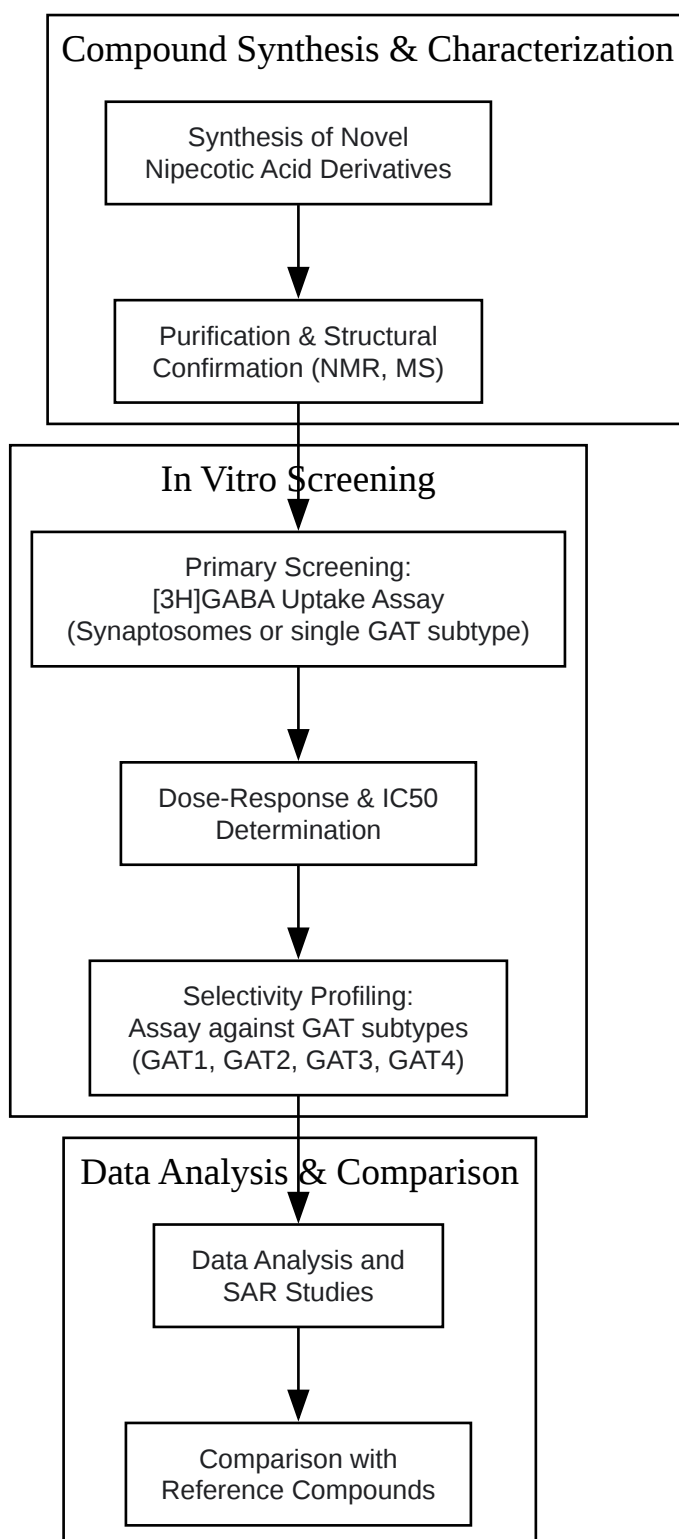 Compound Synthesis & Characterization
Synthesis of Novel
Nipecotic Acid Derivatives
Purification & Structural
Confirmation (NMR, MS)
In Vitro Screening
Primary Screening:
[3H]GABA Uptake Assay
(Synaptosomes or single GAT subtype)
Dose-Response & IC50
Determination
Selectivity Profiling:
Assay against GAT subtypes
(GAT1, GAT2, GAT3, GAT4)
Data Analysis & Comparison
Data Analysis and
SAR Studies
Comparison with
Reference Compounds